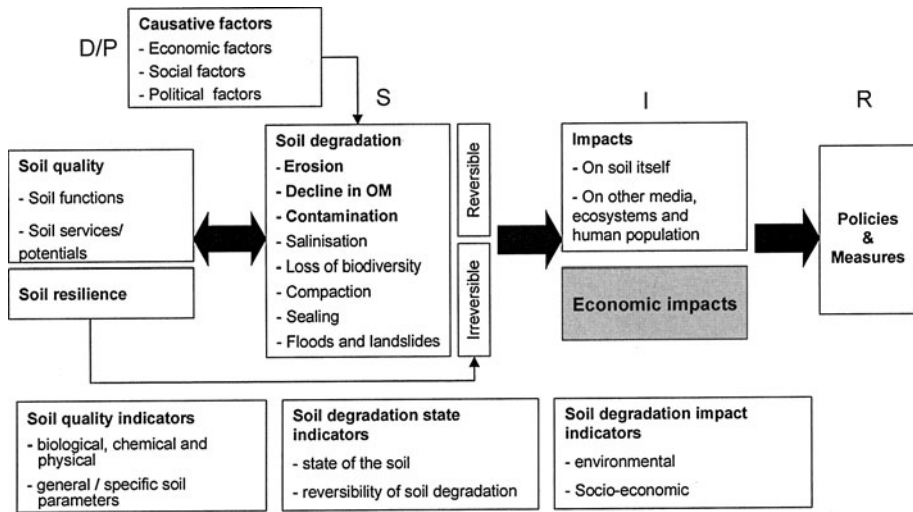 D/P
Causative factors
- Economic factors
- Social factors
- Political factors
S
I
R
Soil quality
- Soil functions
- Soil services/
potentials
Soil resilience
Soil degradation
- Erosion
- Decline in OM
- Contamination
- Salinisation
- Loss of biodiversity
- Compaction
- Sealing
- Floods and landslides
Reversible
Irreversible
Impacts
- On soil itself
- On other media,
ecosystems and
human population
Economic impacts
Policies
&
Measures
Soil quality indicators
- biological, chemical and
physical
- general / specific soil
parameters
Soil degradation state
indicators
- state of the soil
- reversibility of soil degradation
Soil degradation impact
indicators
- environmental
- Socio-economic